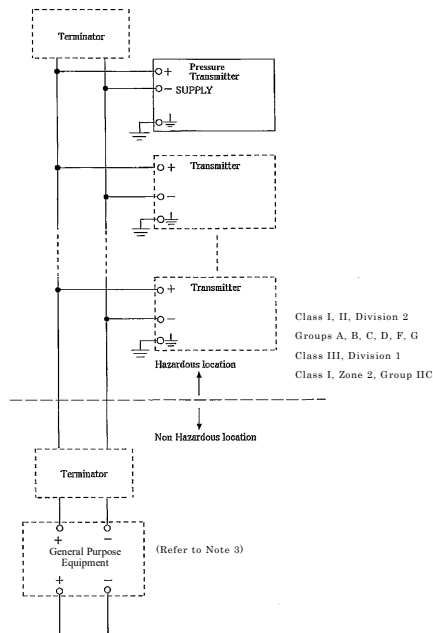 Terminator
+ Pressure Transmitter
− SUPPLY
+ Transmitter
−
+ Transmitter
−
Class I, II, Division 2
Groups A, B, C, D, F, G
Class III, Division 1
Class I, Zone 2, Group IIC
Hazardous location
Non Hazardous location
Terminator
+ −
General Purpose
Equipment
+ −
(Refer to Note 3)